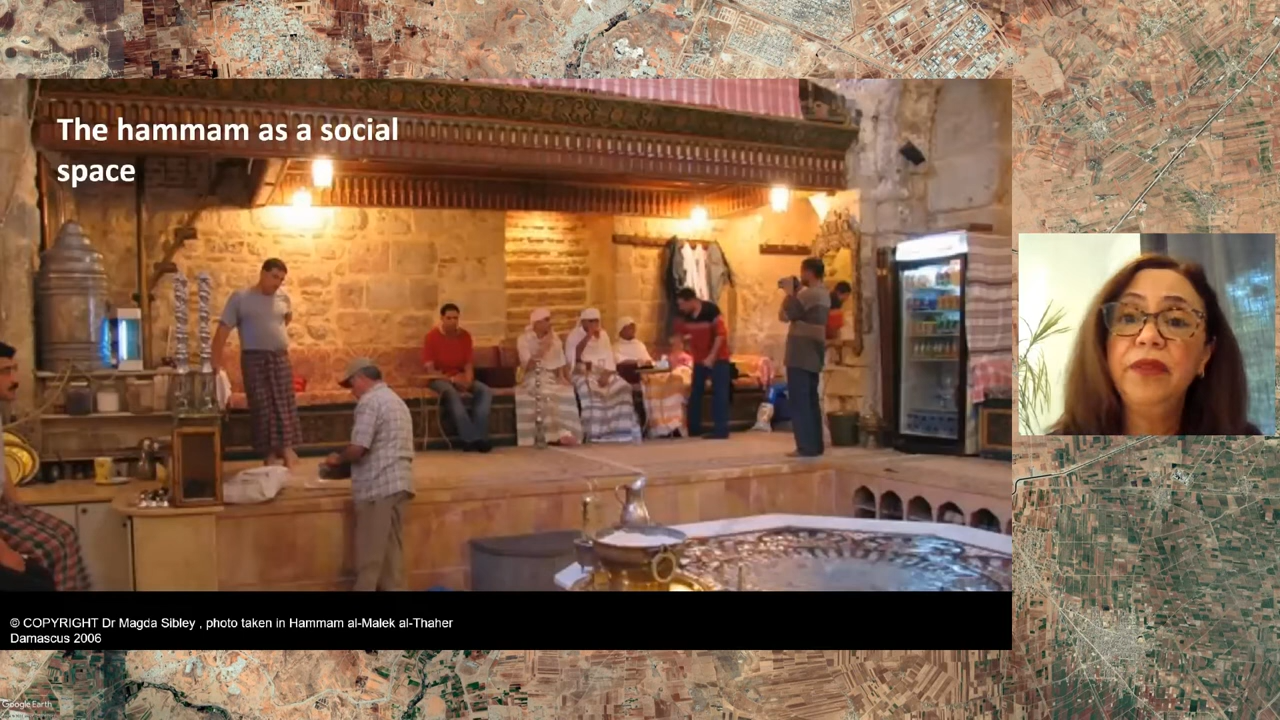 The hammam as a social
space
© COPYRIGHT Dr Magda Sibley , photo taken in Hammam al-Malek al-Thaher
Damascus 2006
Google Earth